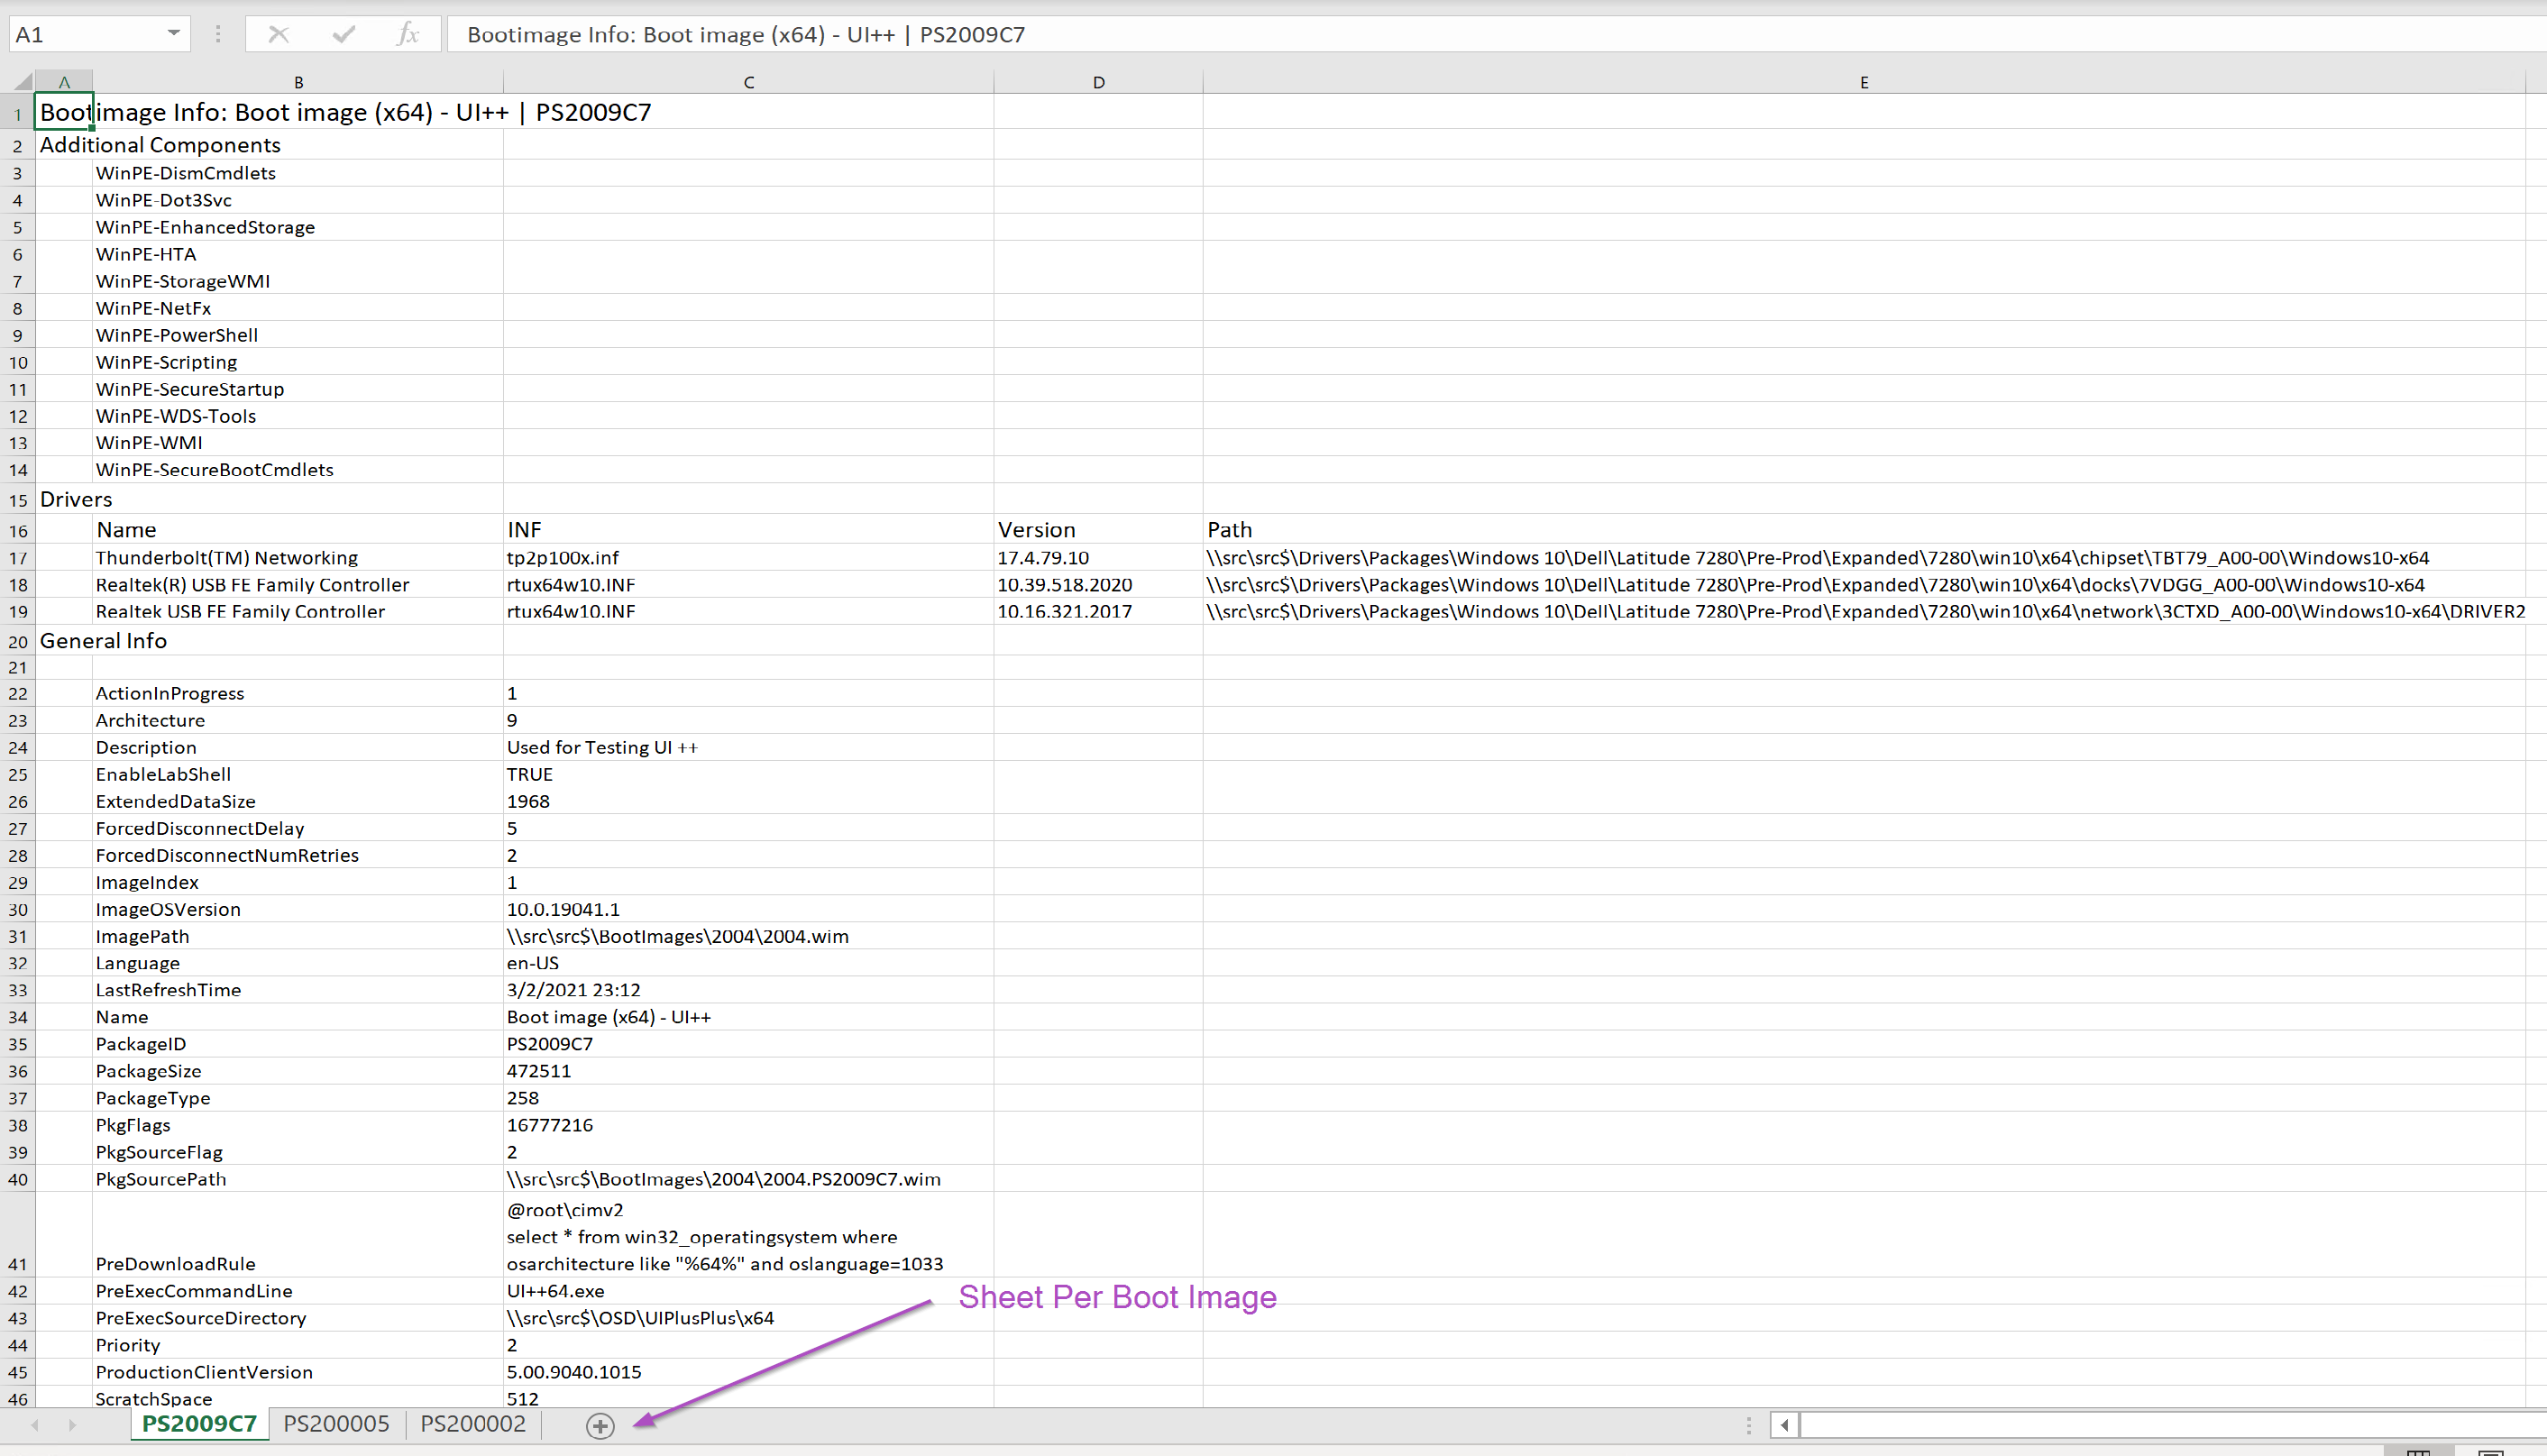 A1 fx Bootimage Info: Boot image (x64) - UI++ | PS2009C7
A B C D E
1 Bootimage Info: Boot image (x64) - UI++ | PS2009C7
2 Additional Components
3 WinPE-DismCmdlets
4 WinPE-Dot3Svc
5 WinPE-EnhancedStorage
6 WinPE-HTA
7 WinPE-StorageWMI
8 WinPE-NetFx
9 WinPE-PowerShell
10 WinPE-Scripting
11 WinPE-SecureStartup
12 WinPE-WDS-Tools
13 WinPE-WMI
14 WinPE-SecureBootCmdlets
15 Drivers
16 Name INF Version Path
17 Thunderbolt(TM) Networking tp2p100x.inf 17.4.79.10 \\src\src$\Drivers\Packages\Windows 10\Dell\Latitude 7280\Pre-Prod\Expanded\7280\win10\x64\chipset\TBT79_A00-00\Windows10-x64
18 Realtek(R) USB FE Family Controller rtux64w10.INF 10.39.518.2020 \\src\src$\Drivers\Packages\Windows 10\Dell\Latitude 7280\Pre-Prod\Expanded\7280\win10\x64\docks\7VDGG_A00-00\Windows10-x64
19 Realtek USB FE Family Controller rtux64w10.INF 10.16.321.2017 \\src\src$\Drivers\Packages\Windows 10\Dell\Latitude 7280\Pre-Prod\Expanded\7280\win10\x64\network\3CTXD_A00-00\Windows10-x64\DRIVER2
20 General Info
21
22 ActionInProgress 1
23 Architecture 9
24 Description Used for Testing UI ++
25 EnableLabShell TRUE
26 ExtendedDataSize 1968
27 ForcedDisconnectDelay 5
28 ForcedDisconnectNumRetries 2
29 ImageIndex 1
30 ImageOSVersion 10.0.19041.1
31 ImagePath \\src\src$\BootImages\2004\2004.wim
32 Language en-US
33 LastRefreshTime 3/2/2021 23:12
34 Name Boot image (x64) - UI++
35 PackageID PS2009C7
36 PackageSize 472511
37 PackageType 258
38 PkgFlags 16777216
39 PkgSourceFlag 2
40 PkgSourcePath \\src\src$\BootImages\2004\2004.PS2009C7.wim
@root\cimv2
select * from win32_operatingsystem where
41 PreDownloadRule osarchitecture like "%64%" and oslanguage=1033
42 PreExecCommandLine UI++64.exe
Sheet Per Boot Image
43 PreExecSourceDirectory \\src\src$\OSD\UIPlusPlus\x64
44 Priority 2
45 ProductionClientVersion 5.00.9040.1015
46 ScratchSpace 512
PS2009C7 PS200005 PS200002